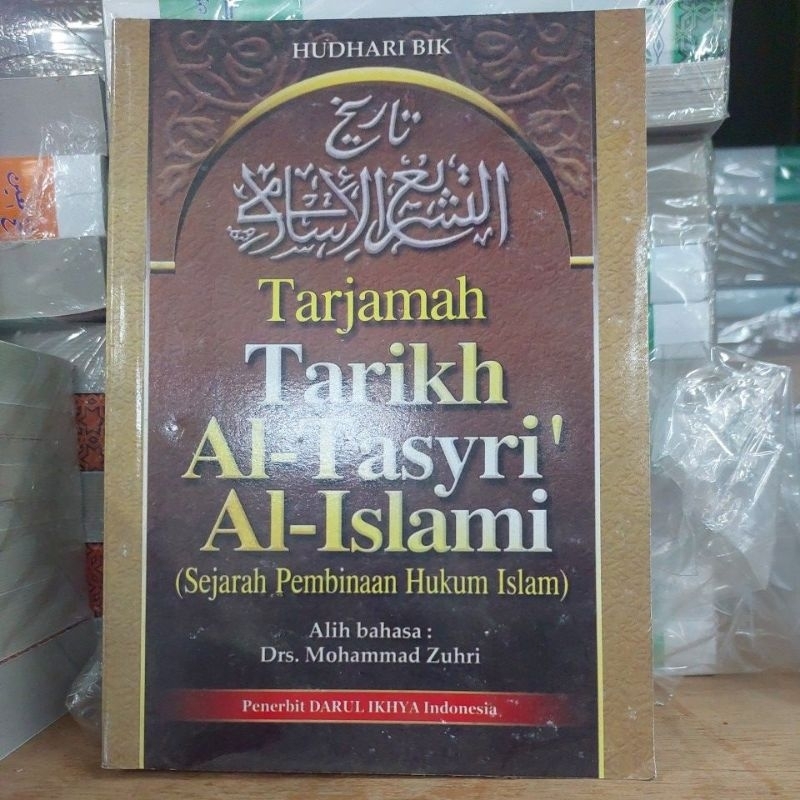 HUDHARI BIK
تاريخ
التشريع الإسلامي
Tarjamah
Tarikh
Al-Tasyri'
Al-Islami
(Sejarah Pembinaan Hukum Islam)
Alih bahasa :
Drs. Mohammad Zuhri
Penerbit DARUL IKHYA Indonesia